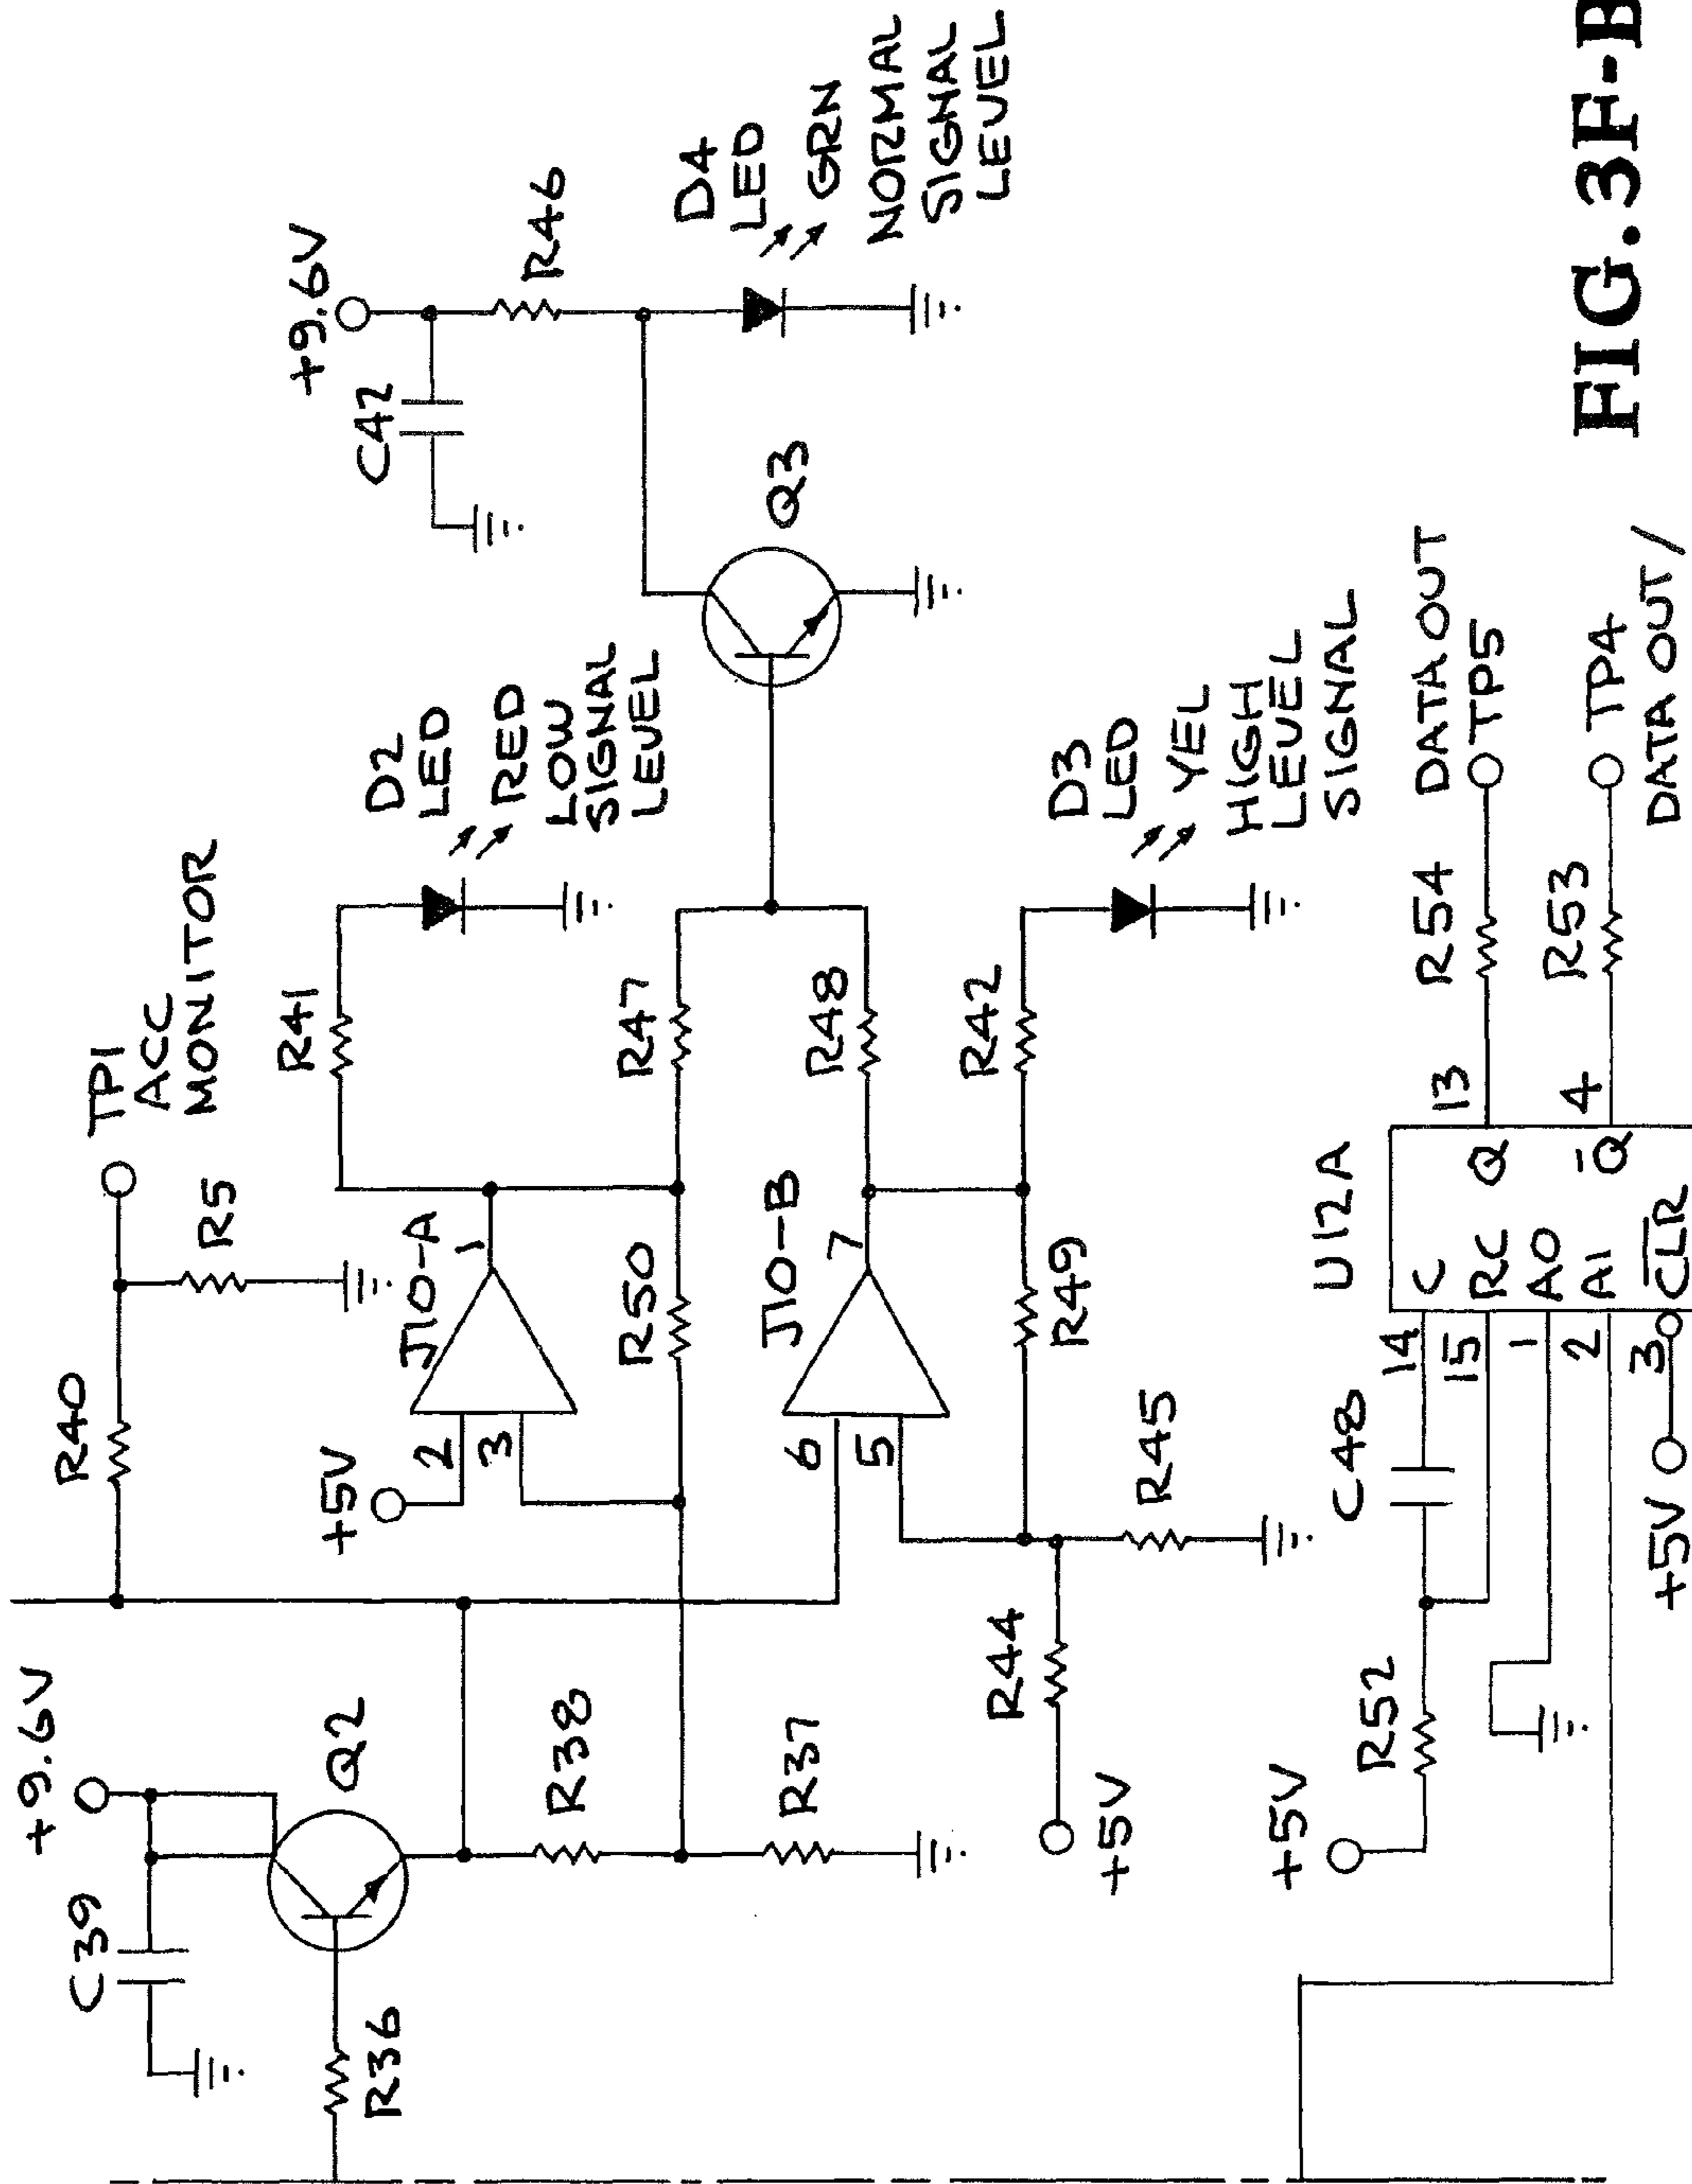 +9.6V
C39
Q2
R36
R38
R37
R40
TP1
ACC
MONITOR
R5
+5V
2
3
J10-A
1
R41
D2
LED
RED
LOW
SIGNAL
LEVEL
R50
R47
6
5
J10-B
7
R48
R49
R42
R44
+5V
R45
D3
LED
YEL
HIGH
LEVEL
SIGNAL
+9.6V
C42
R46
Q3
D4
LED
GRN
NORMAL
SIGNAL
LEVEL
+5V
R52
C48
U12A
14
C
15
RC
1
A0
2
A1
3
CLR
+5V
Q
13
R54
DATA OUT
TP5
Q̅
4
R53
TP4
DATA OUT/
FIG.3F-B